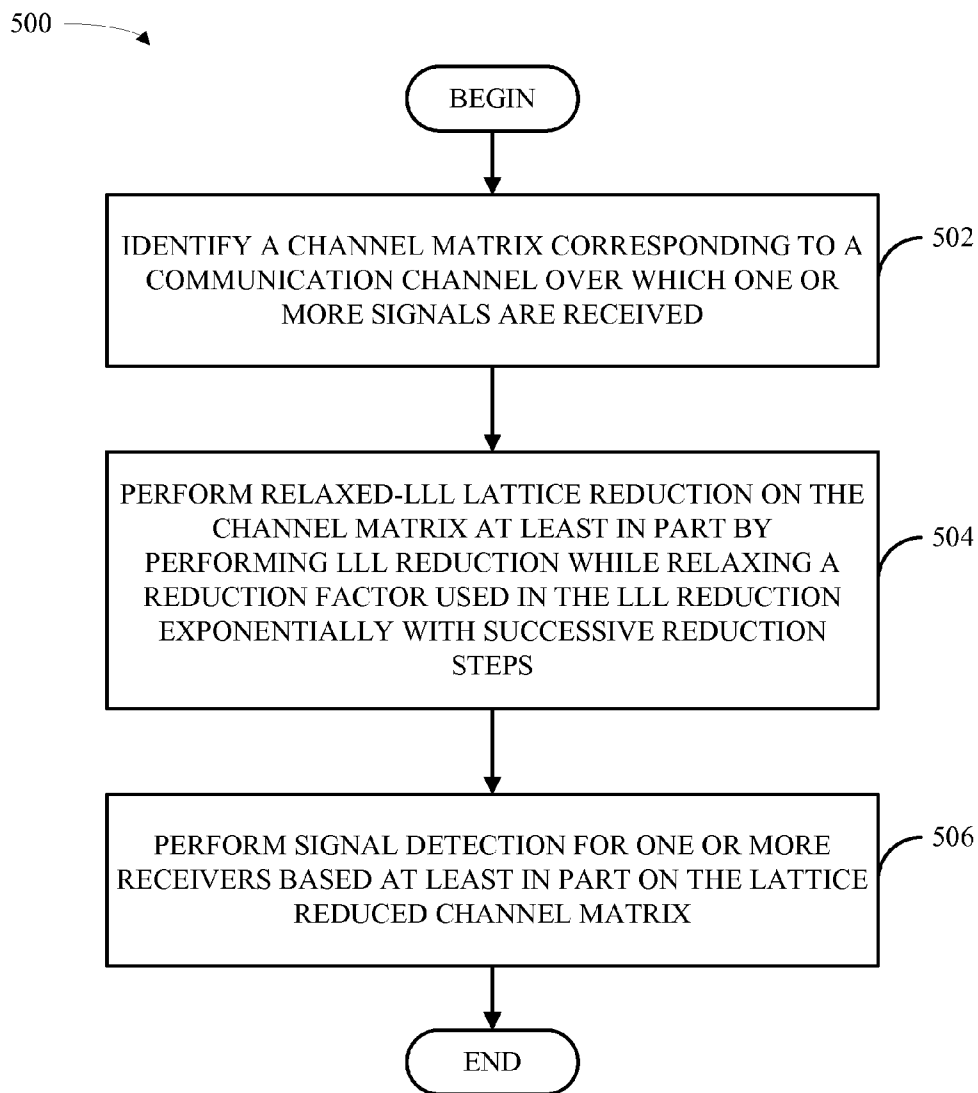 500
BEGIN
IDENTIFY A CHANNEL MATRIX CORRESPONDING TO A
COMMUNICATION CHANNEL OVER WHICH ONE OR
MORE SIGNALS ARE RECEIVED
502
PERFORM RELAXED-LLL LATTICE REDUCTION ON THE
CHANNEL MATRIX AT LEAST IN PART BY
PERFORMING LLL REDUCTION WHILE RELAXING A
REDUCTION FACTOR USED IN THE LLL REDUCTION
EXPONENTIALLY WITH SUCCESSIVE REDUCTION
STEPS
504
PERFORM SIGNAL DETECTION FOR ONE OR MORE
RECEIVERS BASED AT LEAST IN PART ON THE LATTICE
REDUCED CHANNEL MATRIX
506
END